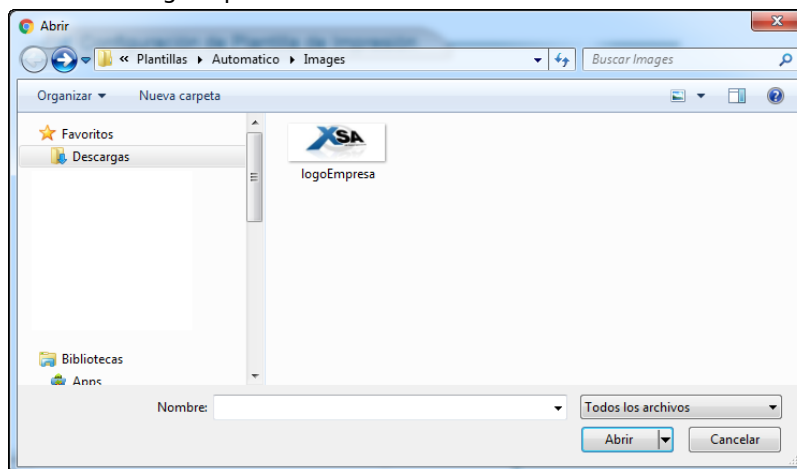 Abrir
« Plantillas Automatico Images
Buscar Images
Organizar Nueva carpeta
Favoritos
Descargas
XSA
logoEmpresa
Bibliotecas
Apps
Nombre:
Todos los archivos
Abrir Cancelar